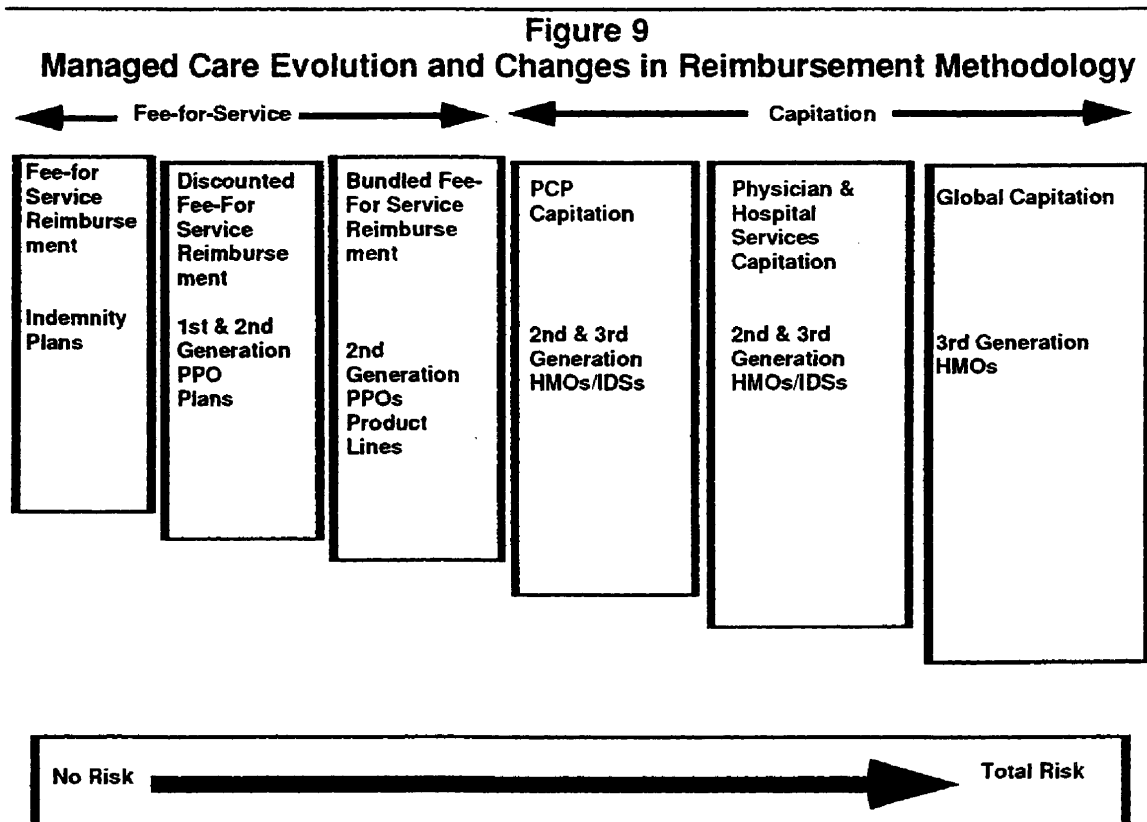 Figure 9
Managed Care Evolution and Changes in Reimbursement Methodology
Fee-for-Service
Capitation
Fee-for
Service
Reimburse
ment
Indemnity
Plans
Discounted
Fee-For
Service
Reimburse
ment
1st & 2nd
Generation
PPO
Plans
Bundled Fee-
For Service
Reimburse
ment
2nd
Generation
PPOs
Product
Lines
PCP
Capitation
2nd & 3rd
Generation
HMOs/IDSs
Physician &
Hospital
Services
Capitation
2nd & 3rd
Generation
HMOs/IDSs
Global Capitation
3rd Generation
HMOs
No Risk
Total Risk